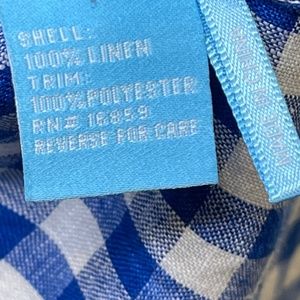 SHELL:
100% LINEN
TRIM:
100% POLYESTER
RN# 16859
REVERSE FOR CARE